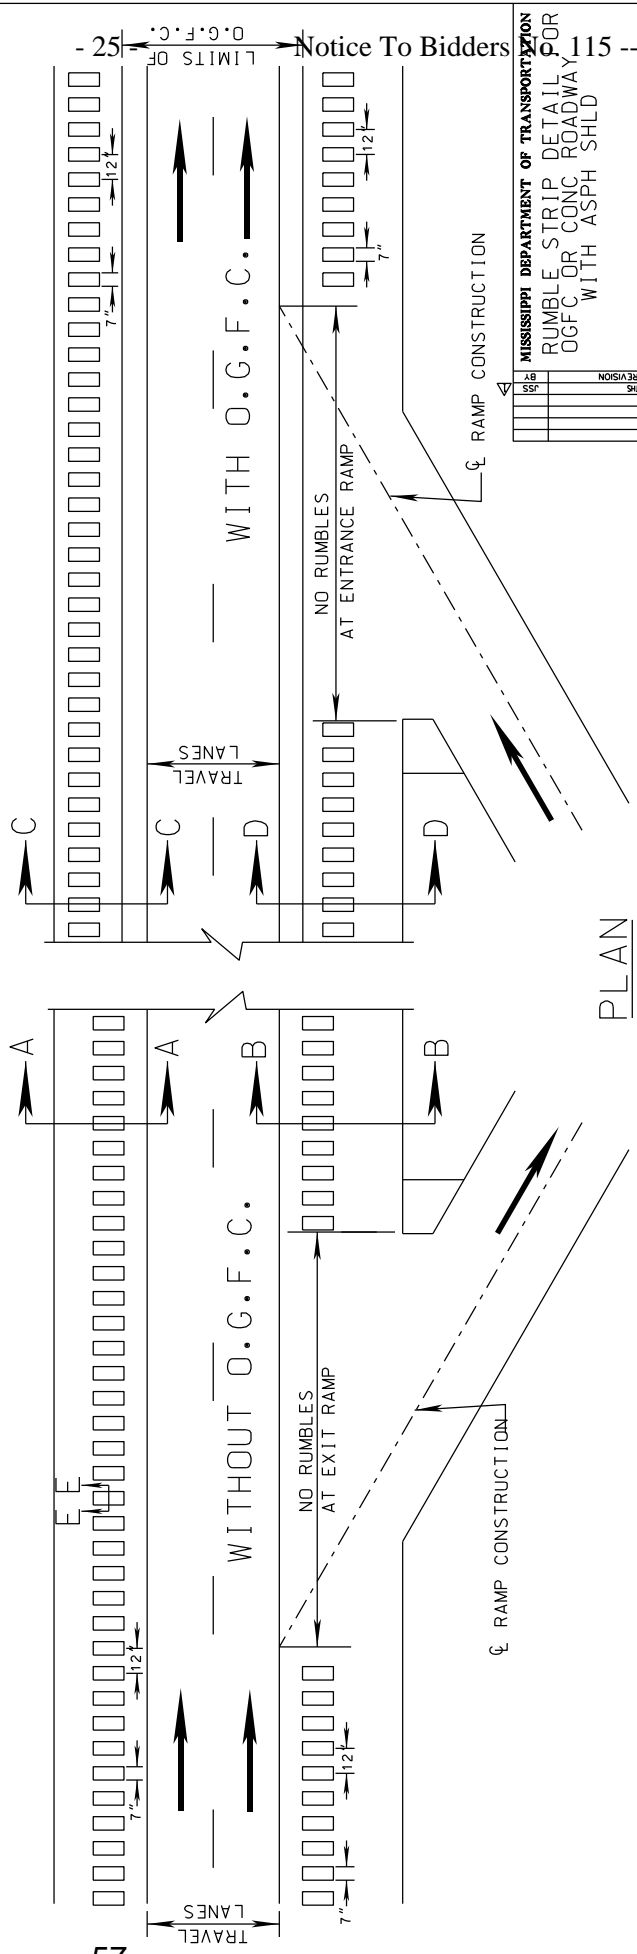 - 25 -
Notice To Bidders No. 115 --
LIMITS OF
O.G.F.C.
12"
7"
12"
7"
WITH O.G.F.C.
NO RUMBLES
AT ENTRANCE RAMP
℄ RAMP CONSTRUCTION
MISSISSIPPI DEPARTMENT OF TRANSPORTATION
RUMBLE STRIP DETAIL FOR
OGFC OR CONC ROADWAY
WITH ASPH SHLD
REVISION
BY
JSS
TRAVEL
LANES
C
C
D
D
PLAN
A
A
B
B
WITHOUT O.G.F.C.
NO RUMBLES
AT EXIT RAMP
℄ RAMP CONSTRUCTION
E
E
12"
7"
12"
7"
TRAVEL
LANES